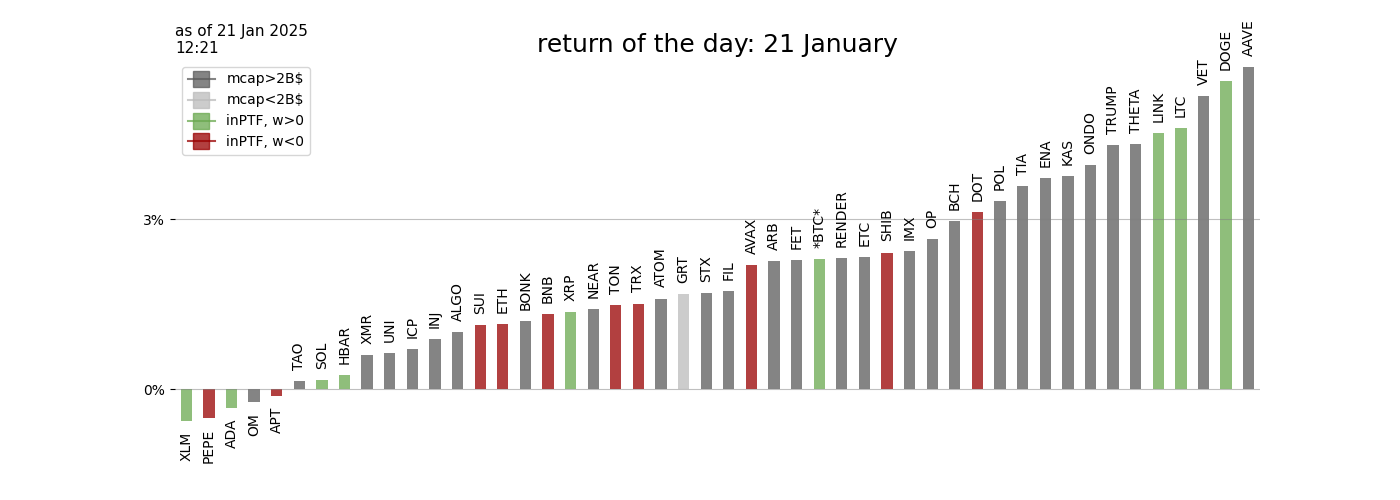 as of 21 Jan 2025
12:21
return of the day: 21 January
mcap>2B$
mcap<2B$
inPTF, w>0
inPTF, w<0
3%
0%
XLM
PEPE
ADA
OM
APT
TAO
SOL
HBAR
XMR
UNI
ICP
INJ
ALGO
SUI
ETH
BONK
BNB
XRP
NEAR
TON
TRX
ATOM
GRT
STX
FIL
AVAX
ARB
FET
*BTC*
RENDER
ETC
SHIB
IMX
OP
BCH
DOT
POL
TIA
ENA
KAS
ONDO
TRUMP
THETA
LINK
LTC
VET
DOGE
AAVE